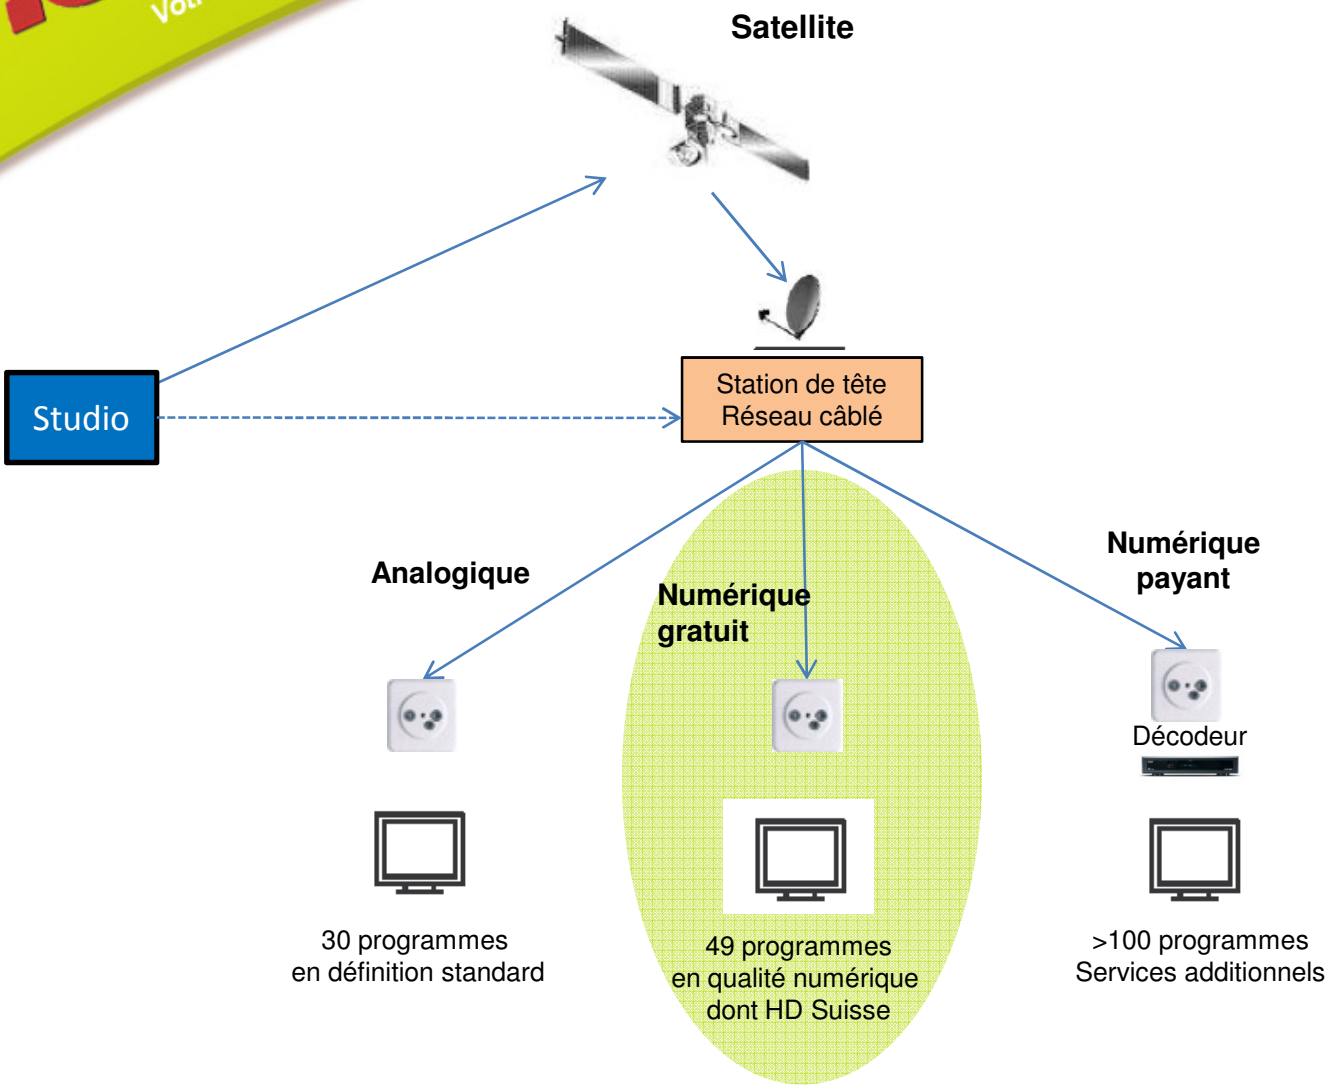 Satellite
Studio
Station de tête
Réseau câblé
Analogique
Numérique
gratuit
Numérique
payant
Décodeur
30 programmes
en définition standard
49 programmes
en qualité numérique
dont HD Suisse
>100 programmes
Services additionnels